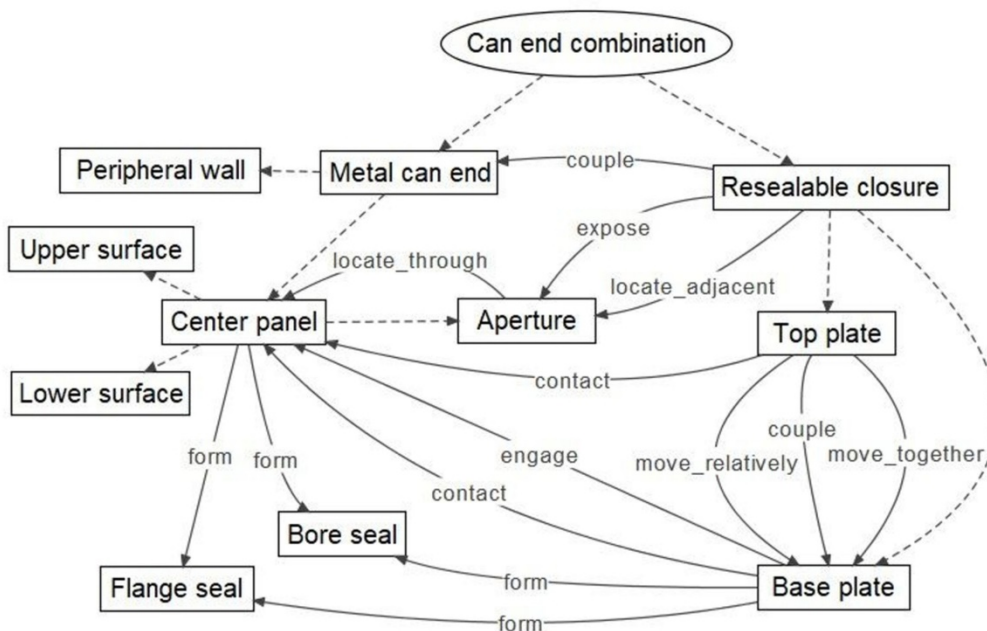 Can end combination
Peripheral wall
Metal can end
couple
Resealable closure
Upper surface
expose
locate_through
locate_adjacent
Center panel
Aperture
Top plate
Lower surface
contact
couple
form
form
engage
move_relatively
move_together
contact
Bore seal
Flange seal
form
Base plate
form